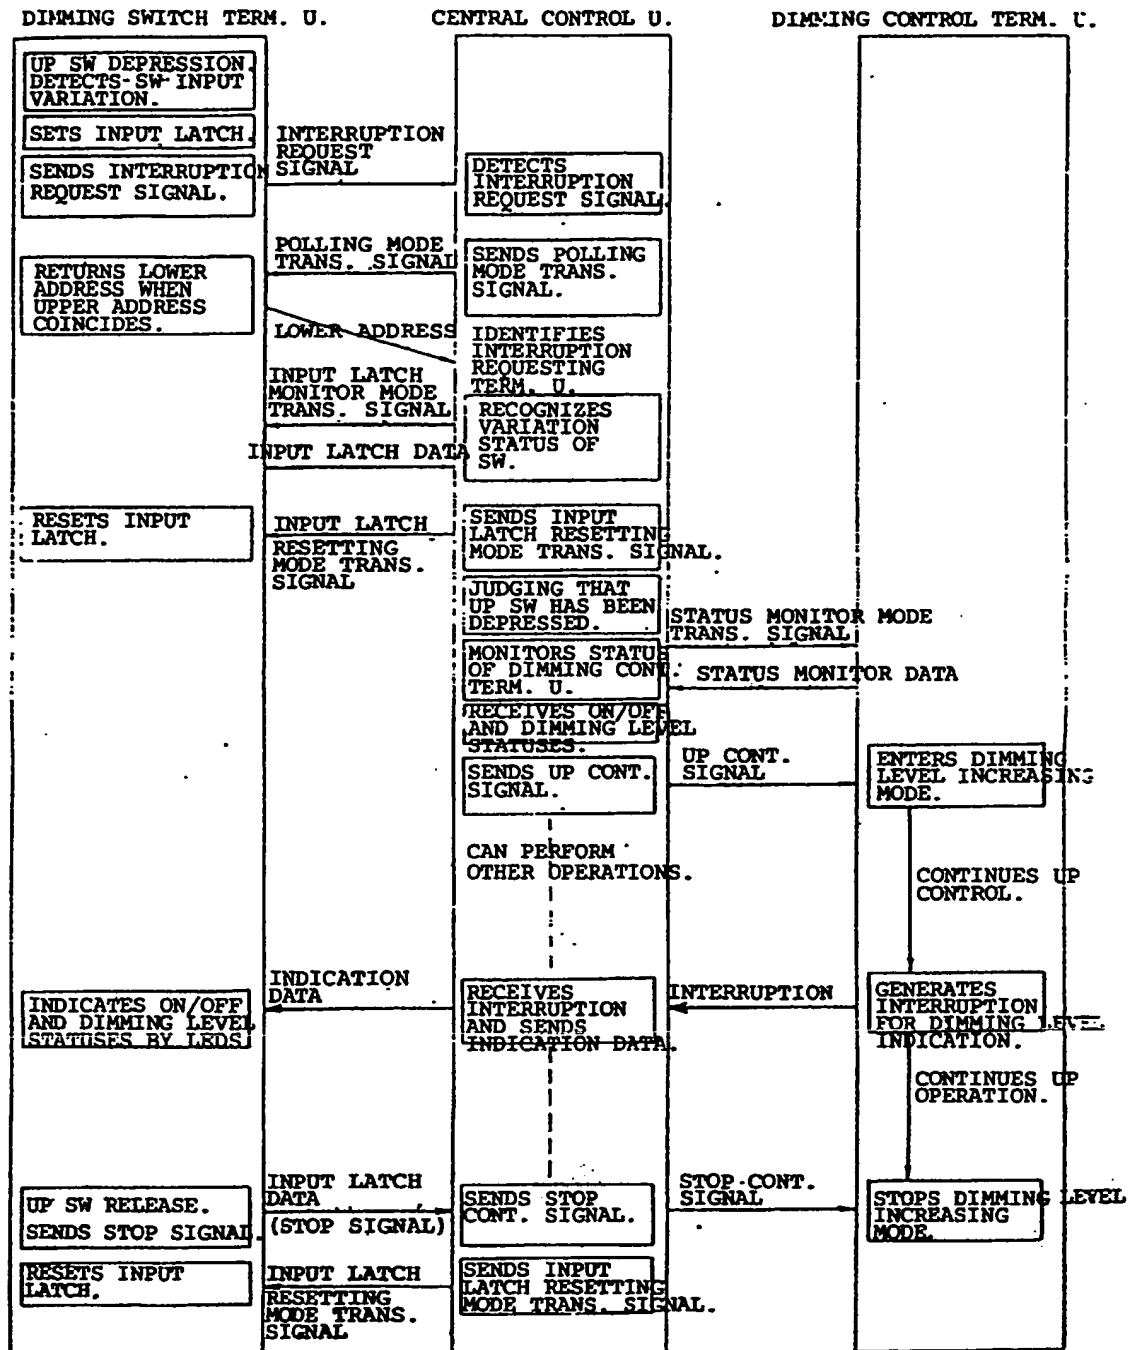 DIMMING SWITCH TERM. U.
CENTRAL CONTROL U.
DIMMING CONTROL TERM. U.
UP SW DEPRESSION.
DETECTS SW INPUT
VARIATION.
SETS INPUT LATCH.
SENDS INTERRUPTION
REQUEST SIGNAL.
INTERRUPTION
REQUEST
SIGNAL
DETECTS
INTERRUPTION
REQUEST SIGNAL.
POLLING MODE
TRANS. SIGNAL
SENDS POLLING
MODE TRANS.
SIGNAL.
RETURNS LOWER
ADDRESS WHEN
UPPER ADDRESS
COINCIDES.
LOWER ADDRESS
IDENTIFIES
INTERRUPTION
REQUESTING
TERM. U.
INPUT LATCH
MONITOR MODE
TRANS. SIGNAL
RECOGNIZES
VARIATION
STATUS OF
SW.
INPUT LATCH DATA
RESETS INPUT
LATCH.
INPUT LATCH
RESETTING
MODE TRANS.
SIGNAL
SENDS INPUT
LATCH RESETTING
MODE TRANS. SIGNAL.
JUDGING THAT
UP SW HAS BEEN
DEPRESSED.
STATUS MONITOR MODE
TRANS. SIGNAL
MONITORS STATUS
OF DIMMING CONT.
TERM. U.
STATUS MONITOR DATA
RECEIVES ON/OFF
AND DIMMING LEVEL
STATUSES.
SENDS UP CONT.
SIGNAL.
UP CONT.
SIGNAL
ENTERS DIMMING
LEVEL INCREASING
MODE.
CAN PERFORM
OTHER OPERATIONS.
CONTINUES UP
CONTROL.
INDICATES ON/OFF
AND DIMMING LEVEL
STATUSES BY LEDS
INDICATION
DATA
RECEIVES
INTERRUPTION
AND SENDS
INDICATION DATA.
INTERRUPTION
GENERATES
INTERRUPTION
FOR DIMMING LEVEL
INDICATION.
CONTINUES UP
OPERATION.
UP SW RELEASE.
SENDS STOP SIGNAL.
INPUT LATCH
DATA
(STOP SIGNAL)
SENDS STOP
CONT. SIGNAL.
STOP CONT.
SIGNAL
STOPS DIMMING LEVEL
INCREASING
MODE.
RESETS INPUT
LATCH.
INPUT LATCH
RESETTING
MODE TRANS.
SIGNAL
SENDS INPUT
LATCH RESETTING
MODE TRANS. SIGNAL.